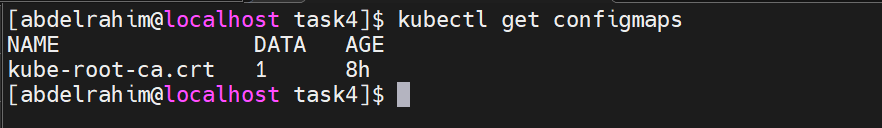 [abdelrahim@localhost task4]$ kubectl get configmaps
NAME               DATA   AGE
kube-root-ca.crt   1      8h
[abdelrahim@localhost task4]$